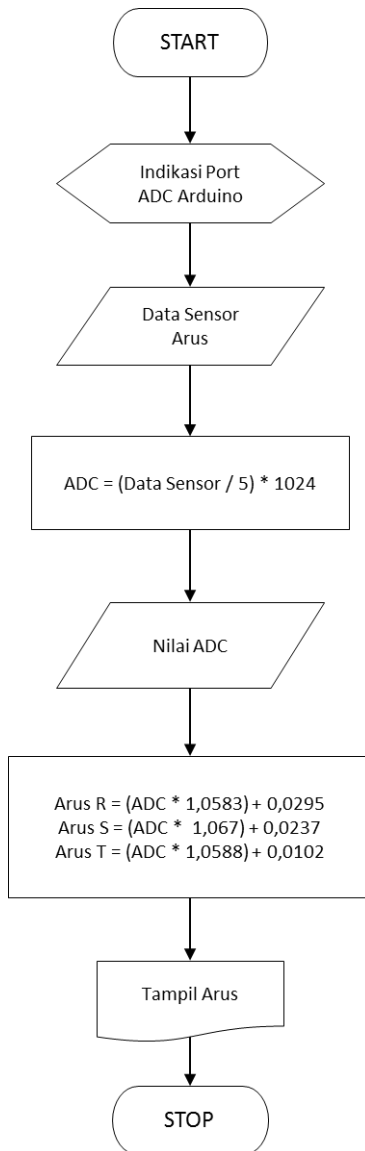 START
Indikasi Port
ADC Arduino
Data Sensor
Arus
ADC = (Data Sensor / 5) * 1024
Nilai ADC
Arus R = (ADC * 1,0583) + 0,0295
Arus S = (ADC *  1,067) + 0,0237
Arus T = (ADC * 1,0588) + 0,0102
Tampil Arus
STOP